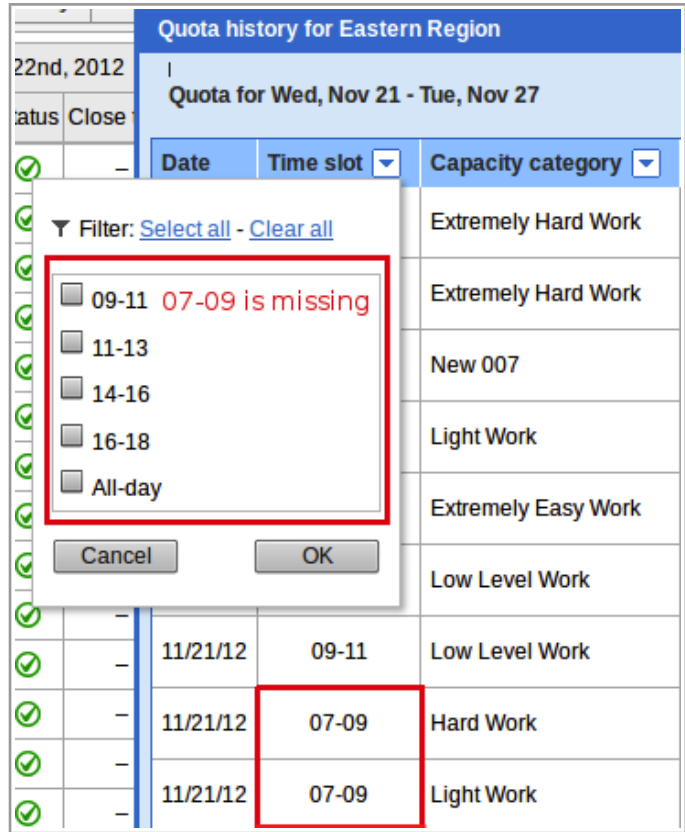 Quota history for Eastern Region
22nd, 2012
Quota for Wed, Nov 21 - Tue, Nov 27
tatus Close
Date Time slot Capacity category
–
Filter: Select all - Clear all
Extremely Hard Work
09-11 07-09 is missing
Extremely Hard Work
11-13
New 007
14-16
16-18
Light Work
All-day
Extremely Easy Work
Cancel OK
Low Level Work
–
11/21/12 09-11 Low Level Work
–
11/21/12 07-09 Hard Work
–
–
11/21/12 07-09 Light Work
–